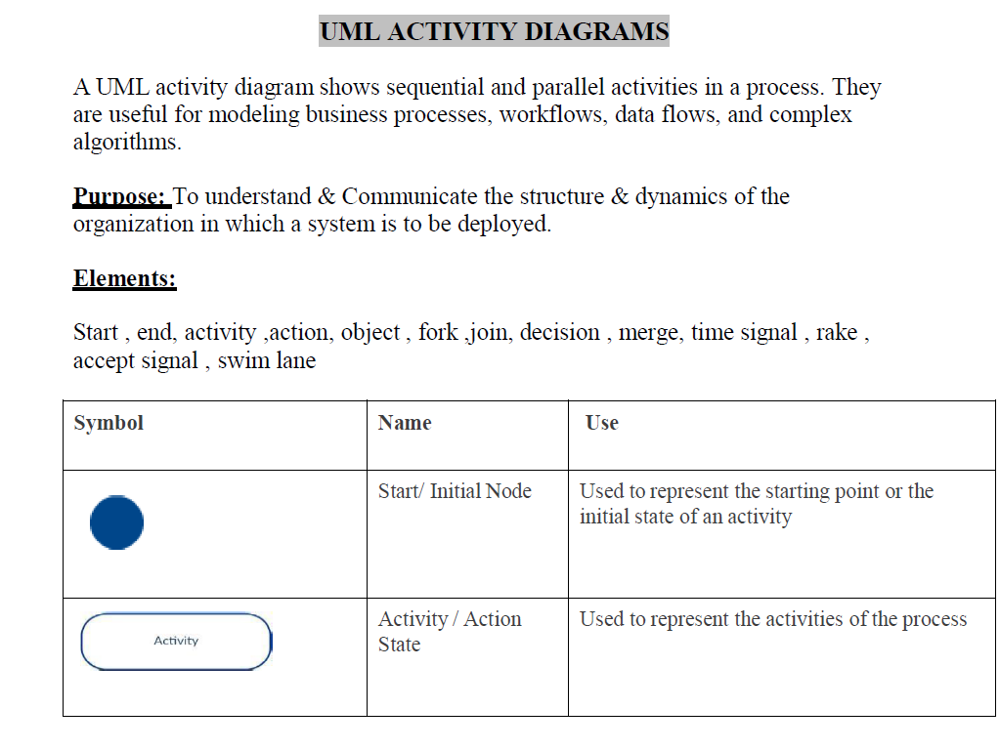 UML ACTIVITY DIAGRAMS
A UML activity diagram shows sequential and parallel activities in a process. They
are useful for modeling business processes, workflows, data flows, and complex
algorithms.
Purpose: To understand & Communicate the structure & dynamics of the
organization in which a system is to be deployed.
Elements:
Start , end, activity ,action, object , fork ,join, decision , merge, time signal , rake ,
accept signal , swim lane
Symbol Name Use
Start/ Initial Node Used to represent the starting point or the
initial state of an activity
Activity Activity / Action Used to represent the activities of the process
State